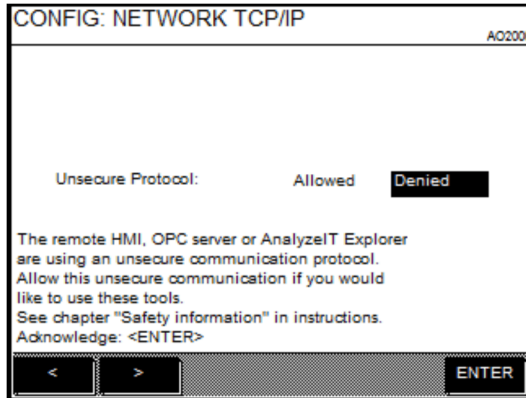 CONFIG: NETWORK TCP/IP
AO200
Unsecure Protocol: Allowed Denied
The remote HMI, OPC server or AnalyzeIT Explorer
are using an unsecure communication protocol.
Allow this unsecure communication if you would
like to use these tools.
See chapter "Safety information" in instructions.
Acknowledge: <ENTER>
< > ENTER